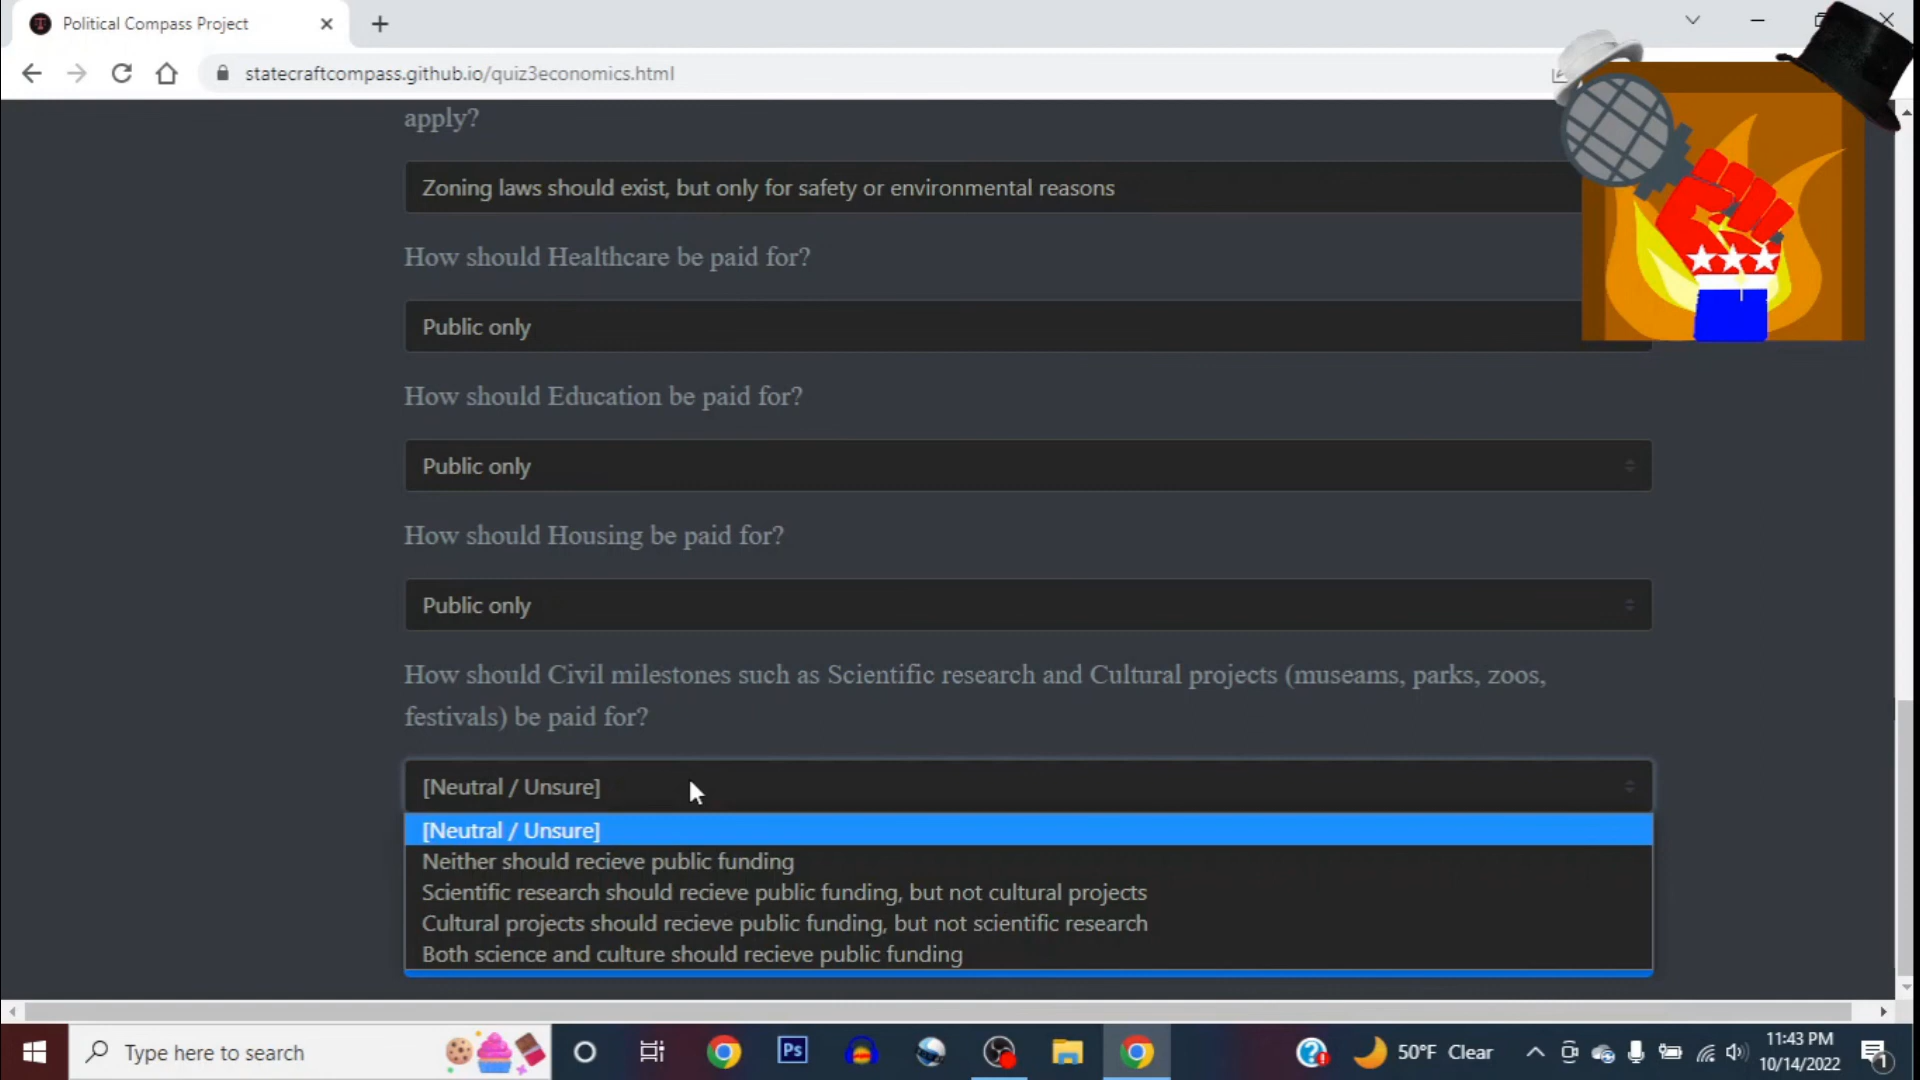 Political Compass Project
statecraftcompass.github.io/quiz3economics.html
apply?
Zoning laws should exist, but only for safety or environmental reasons
How should Healthcare be paid for?
Public only
How should Education be paid for?
Public only
How should Housing be paid for?
Public only
How should Civil milestones such as Scientific research and Cultural projects (museams, parks, zoos,
festivals) be paid for?
[Neutral / Unsure]
[Neutral / Unsure]
Neither should recieve public funding
Scientific research should recieve public funding, but not cultural projects
Cultural projects should recieve public funding, but not scientific research
Both science and culture should recieve public funding
Type here to search
Ps
50°F Clear
11:43 PM
10/14/2022
1